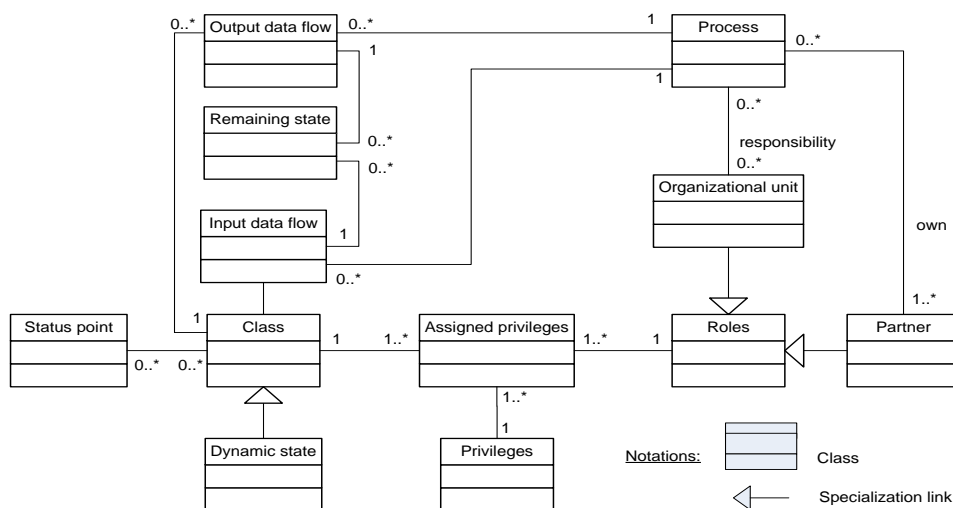 0..*
Output data flow
0..*
1
Process
1
0..*
1
Remaining state
0..*
0..*
0..*
responsibility
0..*
Organizational unit
Input data flow
1
0..*
own
1
1..*
Status point
Class
1
1..*
Assigned privileges
1..*
1
Roles
Partner
0..*
0..*
1..*
1
Dynamic state
Privileges
Notations:
Class
Specialization link